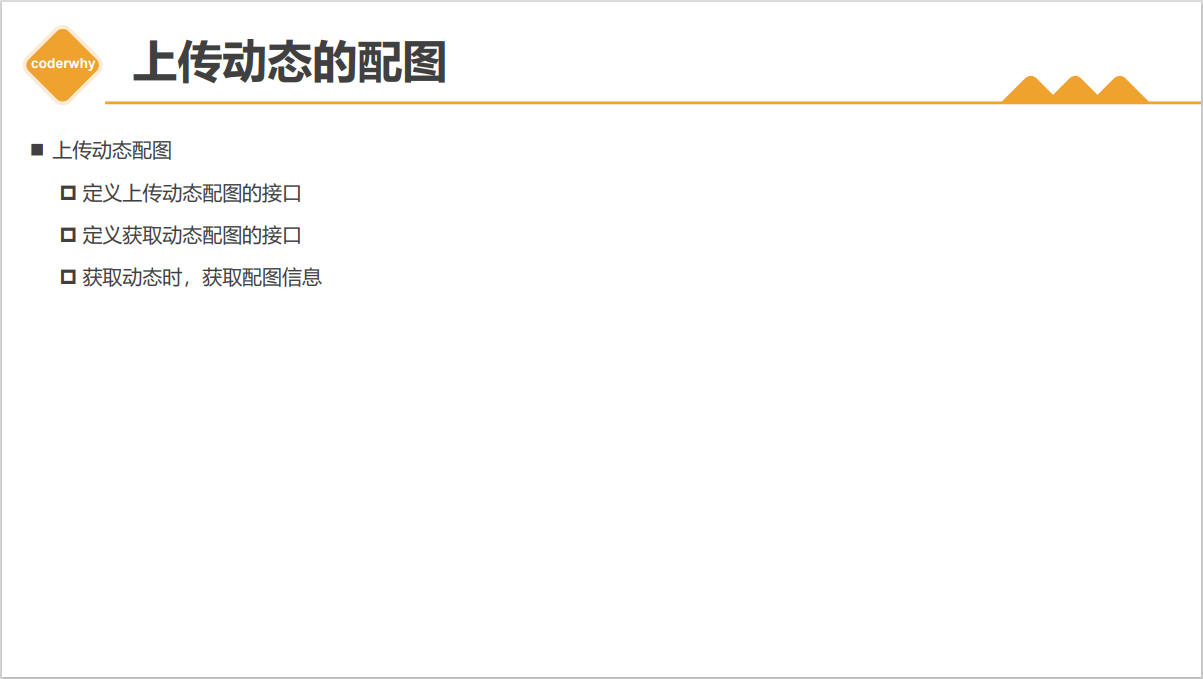 coderwhy
上传动态的配图
上传动态配图
定义上传动态配图的接口
定义获取动态配图的接口
获取动态时，获取配图信息